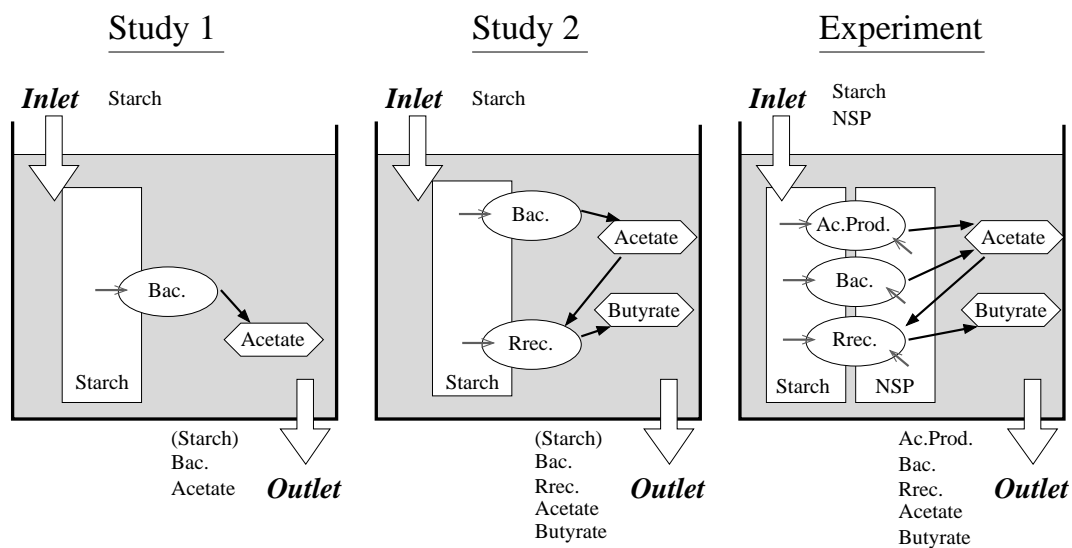 Study 1
Inlet
Starch
Bac.
Acetate
Starch
(Starch)
Bac.
Acetate
Outlet
Study 2
Inlet
Starch
Bac.
Acetate
Butyrate
Rrec.
Starch
(Starch)
Bac.
Rrec.
Acetate
Butyrate
Outlet
Experiment
Inlet
Starch
NSP
Ac.Prod.
Acetate
Bac.
Butyrate
Rrec.
Starch
NSP
Ac.Prod.
Bac.
Rrec.
Acetate
Butyrate
Outlet